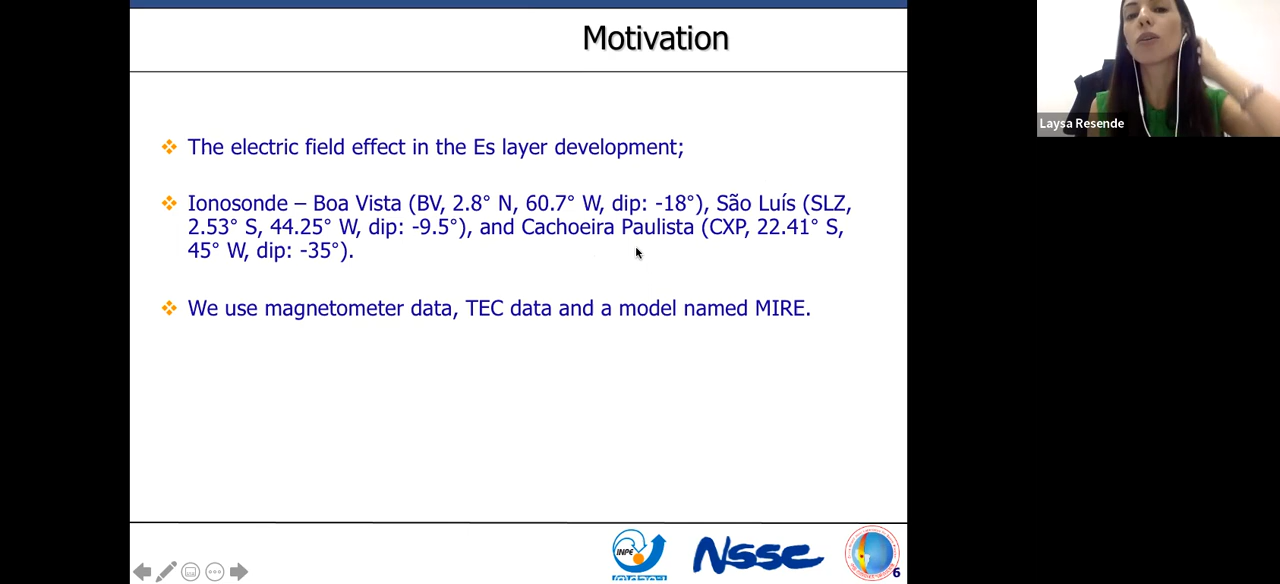 Motivation
The electric field effect in the Es layer development;
Ionosonde – Boa Vista (BV, 2.8° N, 60.7° W, dip: -18°), São Luís (SLZ,
2.53° S, 44.25° W, dip: -9.5°), and Cachoeira Paulista (CXP, 22.41° S,
45° W, dip: -35°).
We use magnetometer data, TEC data and a model named MIRE.
Laysa Resende
INPE
NSSC
6